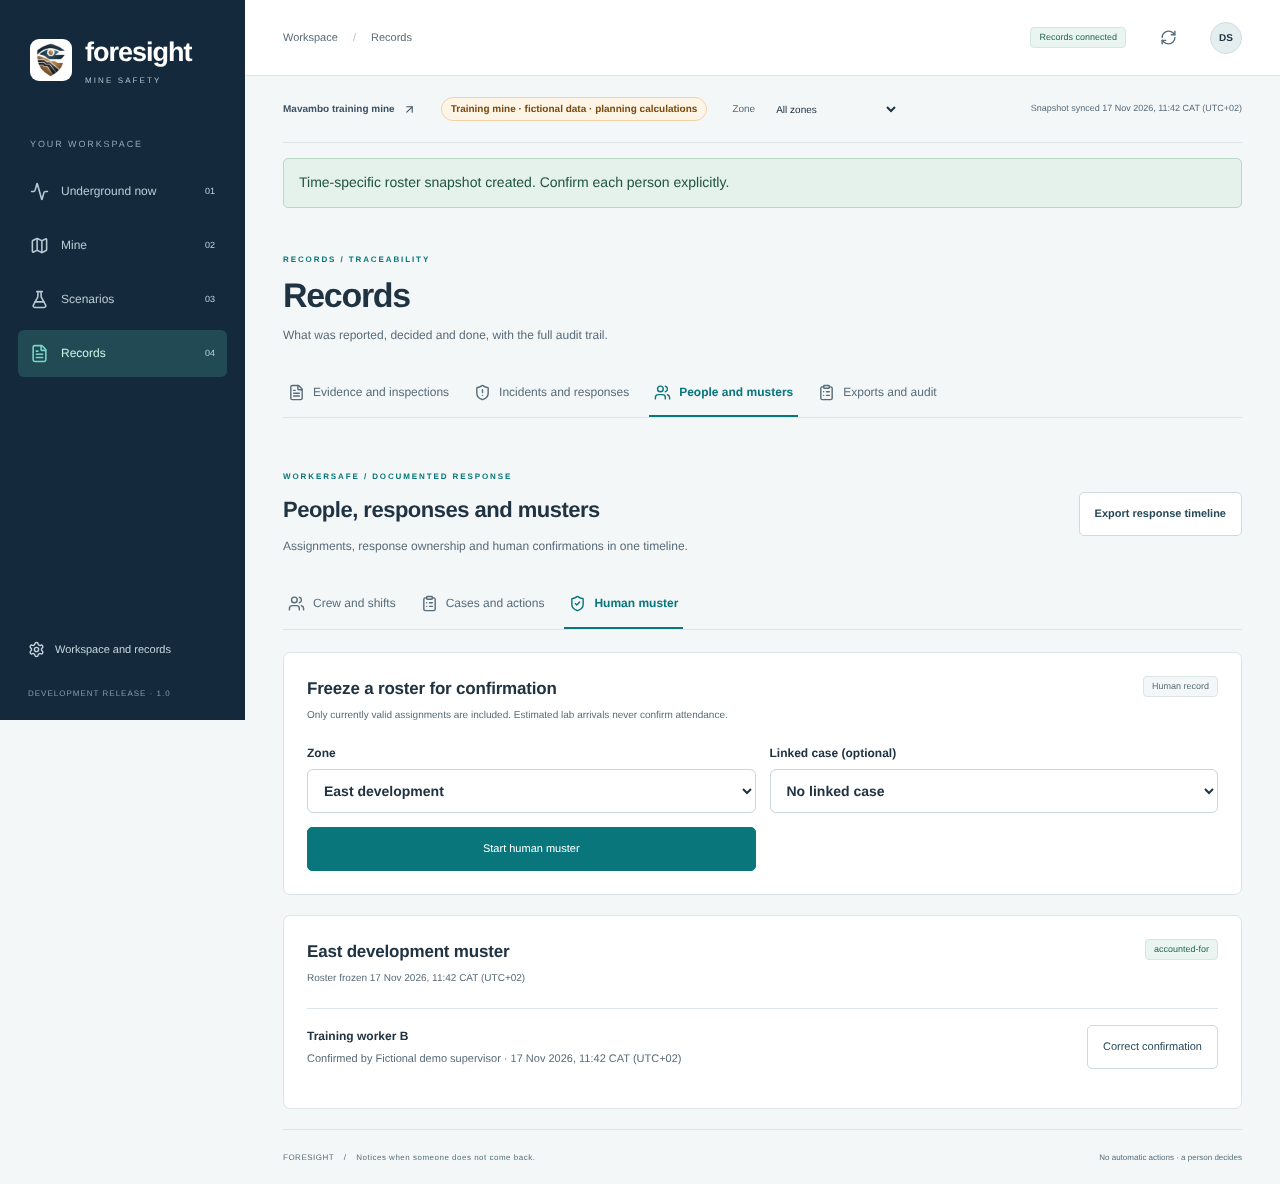 foresight
MINE SAFETY
YOUR WORKSPACE
Underground now 01
Mine 02
Scenarios 03
Records 04
Workspace and records
DEVELOPMENT RELEASE · 1.0
Workspace / Records
Records connected
DS
Mavambo training mine
Training mine · fictional data · planning calculations
Zone All zones
Snapshot synced 17 Nov 2026, 11:42 CAT (UTC+02)
Time-specific roster snapshot created. Confirm each person explicitly.
RECORDS / TRACEABILITY
Records
What was reported, decided and done, with the full audit trail.
Evidence and inspections
Incidents and responses
People and musters
Exports and audit
WORKERSAFE / DOCUMENTED RESPONSE
People, responses and musters
Export response timeline
Assignments, response ownership and human confirmations in one timeline.
Crew and shifts
Cases and actions
Human muster
Freeze a roster for confirmation
Human record
Only currently valid assignments are included. Estimated lab arrivals never confirm attendance.
Zone
Linked case (optional)
East development
No linked case
Start human muster
East development muster
accounted-for
Roster frozen 17 Nov 2026, 11:42 CAT (UTC+02)
Training worker B
Confirmed by Fictional demo supervisor · 17 Nov 2026, 11:42 CAT (UTC+02)
Correct confirmation
FORESIGHT / Notices when someone does not come back.
No automatic actions · a person decides